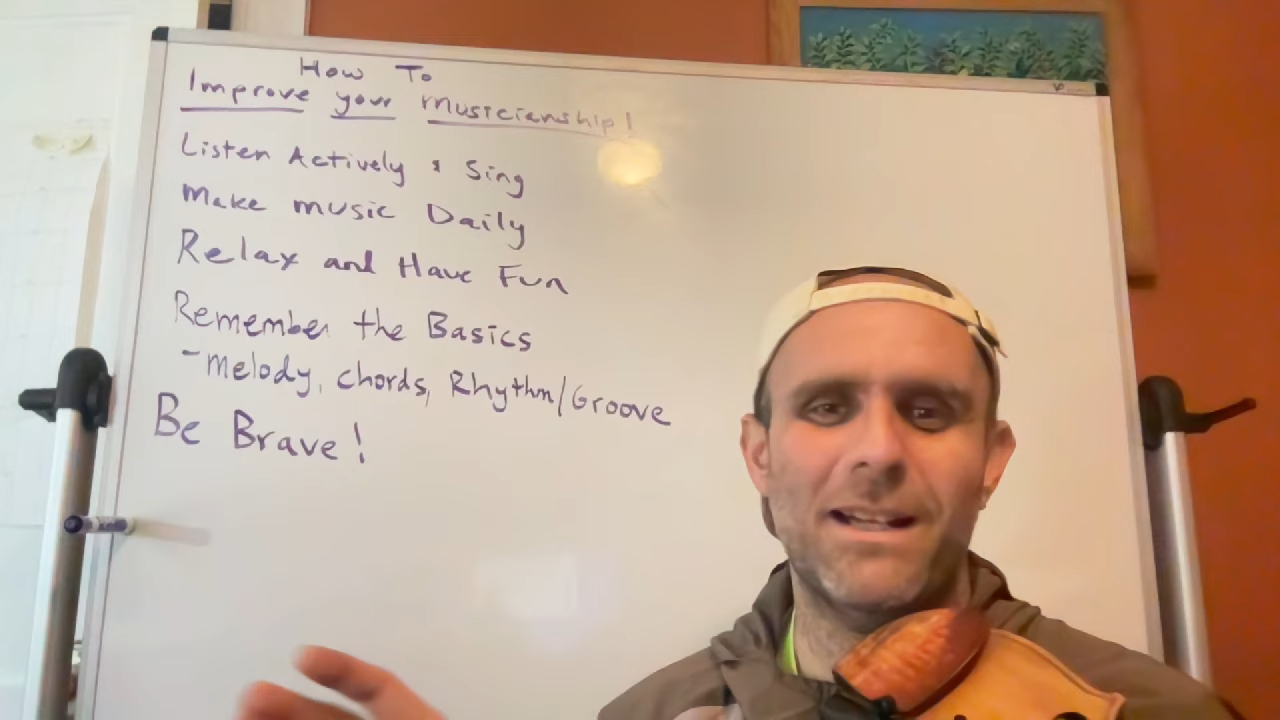 How To
Improve your musicianship!
Listen Actively & Sing
Make music Daily
Relax and Have Fun
Remember the Basics
- Melody, chords, Rhythm/Groove
Be Brave!